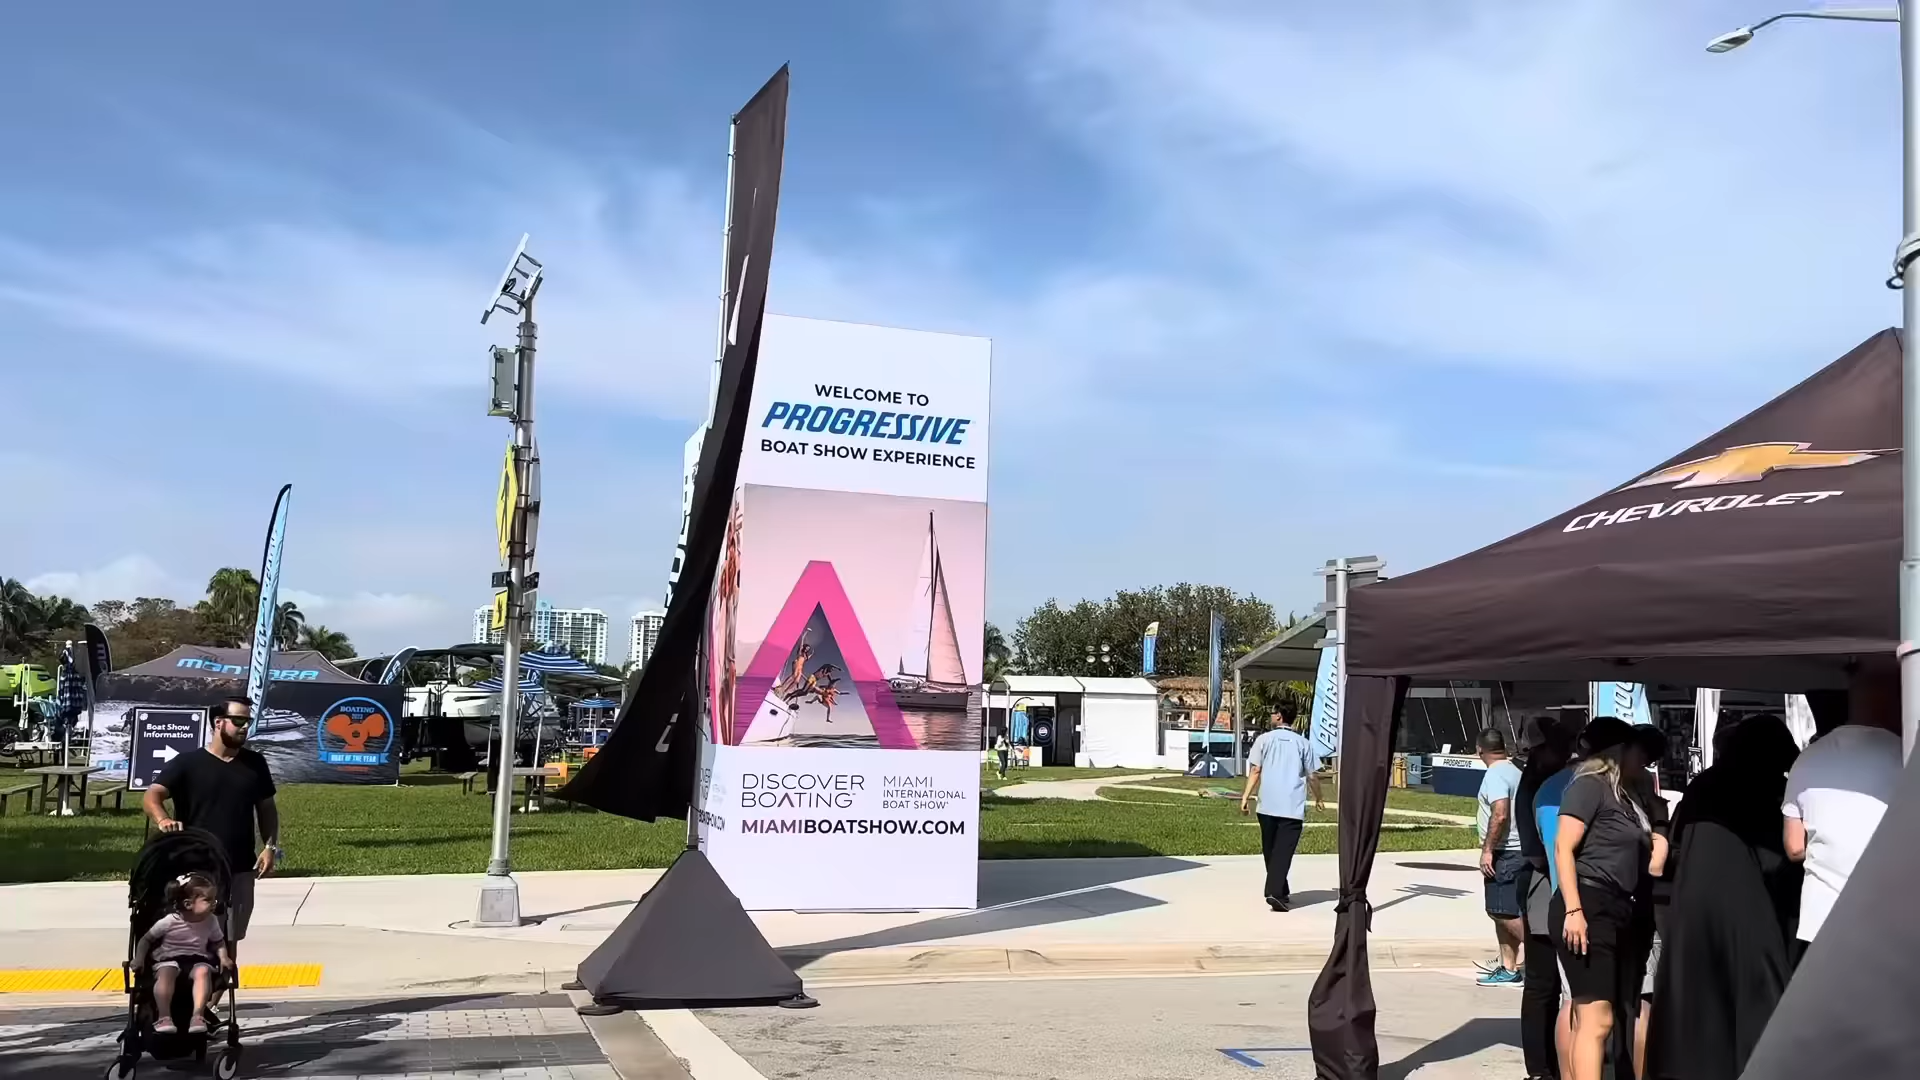 WELCOME TO
PROGRESSIVE
BOAT SHOW EXPERIENCE
DISCOVER
BOATING
MIAMI
INTERNATIONAL
BOAT SHOW
MIAMIBOATSHOW.COM
CHEVROLET
BOATING
BOAT OF THE YEAR
Boat Show
Information
PROGRESSIVE